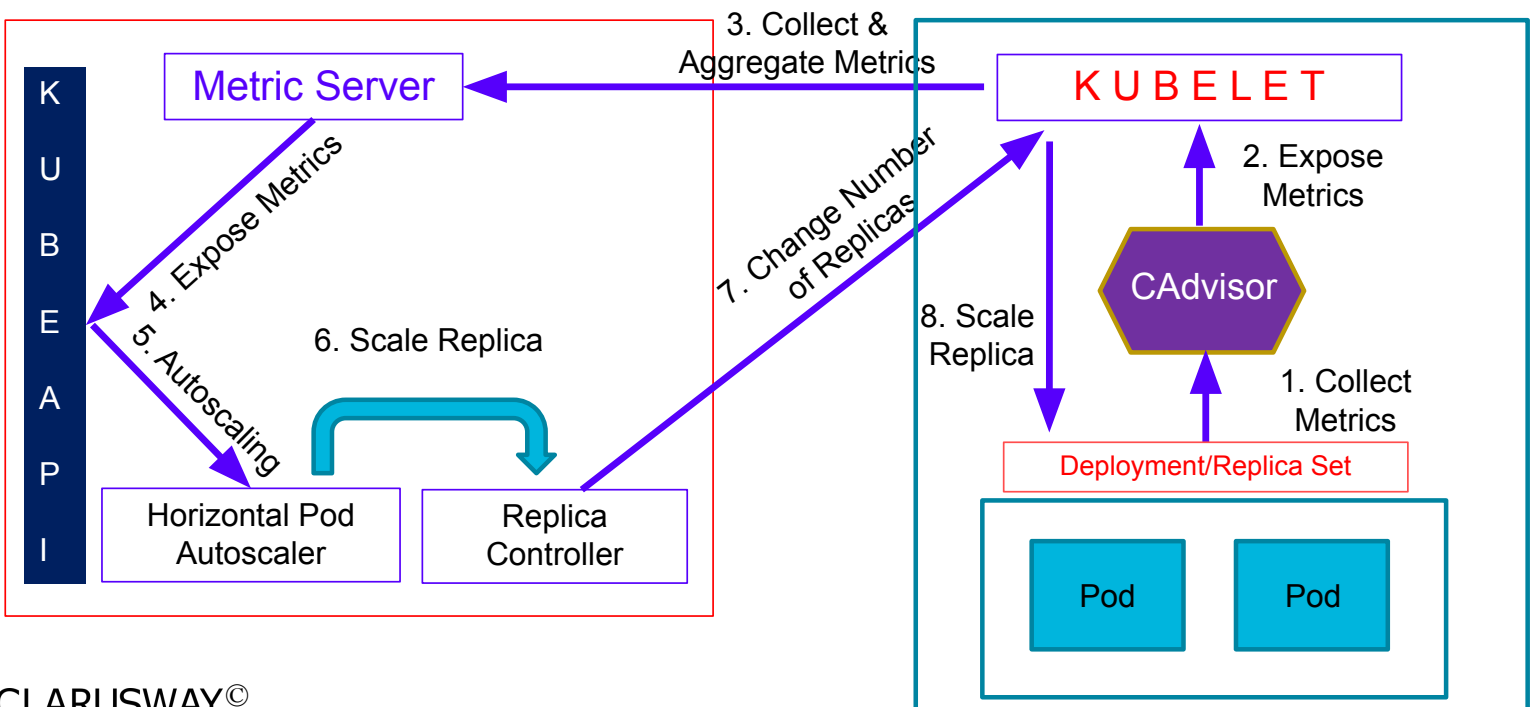 3. Collect &
Aggregate Metrics
K
U
B
E
A
P
I
Metric Server
K U B E L E T
4. Expose Metrics
2. Expose
Metrics
7. Change Number
of Replicas
CAdvisor
5. Autoscaling
6. Scale Replica
8. Scale
Replica
1. Collect
Metrics
Deployment/Replica Set
Horizontal Pod
Autoscaler
Replica
Controller
Pod
Pod
CLARUSWAY©